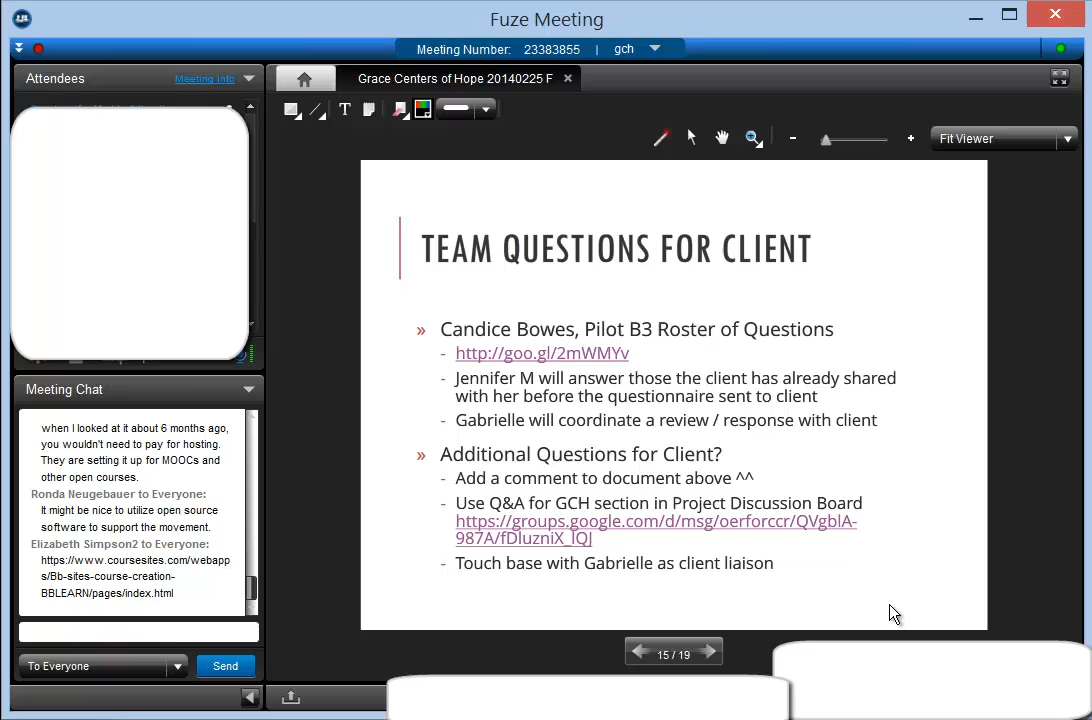 Fuze Meeting
Meeting Number: 23383855 | gch
Attendees
Meeting Info
Grace Centers of Hope 20140225 F
T
Fit Viewer
TEAM QUESTIONS FOR CLIENT
» Candice Bowes, Pilot B3 Roster of Questions
- http://goo.gl/2mWMYv
- Jennifer M will answer those the client has already shared
with her before the questionnaire sent to client
- Gabrielle will coordinate a review / response with client
» Additional Questions for Client?
- Add a comment to document above ^^
- Use Q&A for GCH section in Project Discussion Board
https://groups.google.com/d/msg/oerforccr/QVgblA-
987A/fDluzniX_lQJ
- Touch base with Gabrielle as client liaison
Meeting Chat
when I looked at it about 6 months ago,
you wouldn't need to pay for hosting.
They are setting it up for MOOCs and
other open courses.
Ronda Neugebauer to Everyone:
It might be nice to utilize open source
software to support the movement.
Elizabeth Simpson2 to Everyone:
https://www.coursesites.com/webapp
s/Bb-sites-course-creation-
BBLEARN/pages/index.html
To Everyone
Send
15 / 19